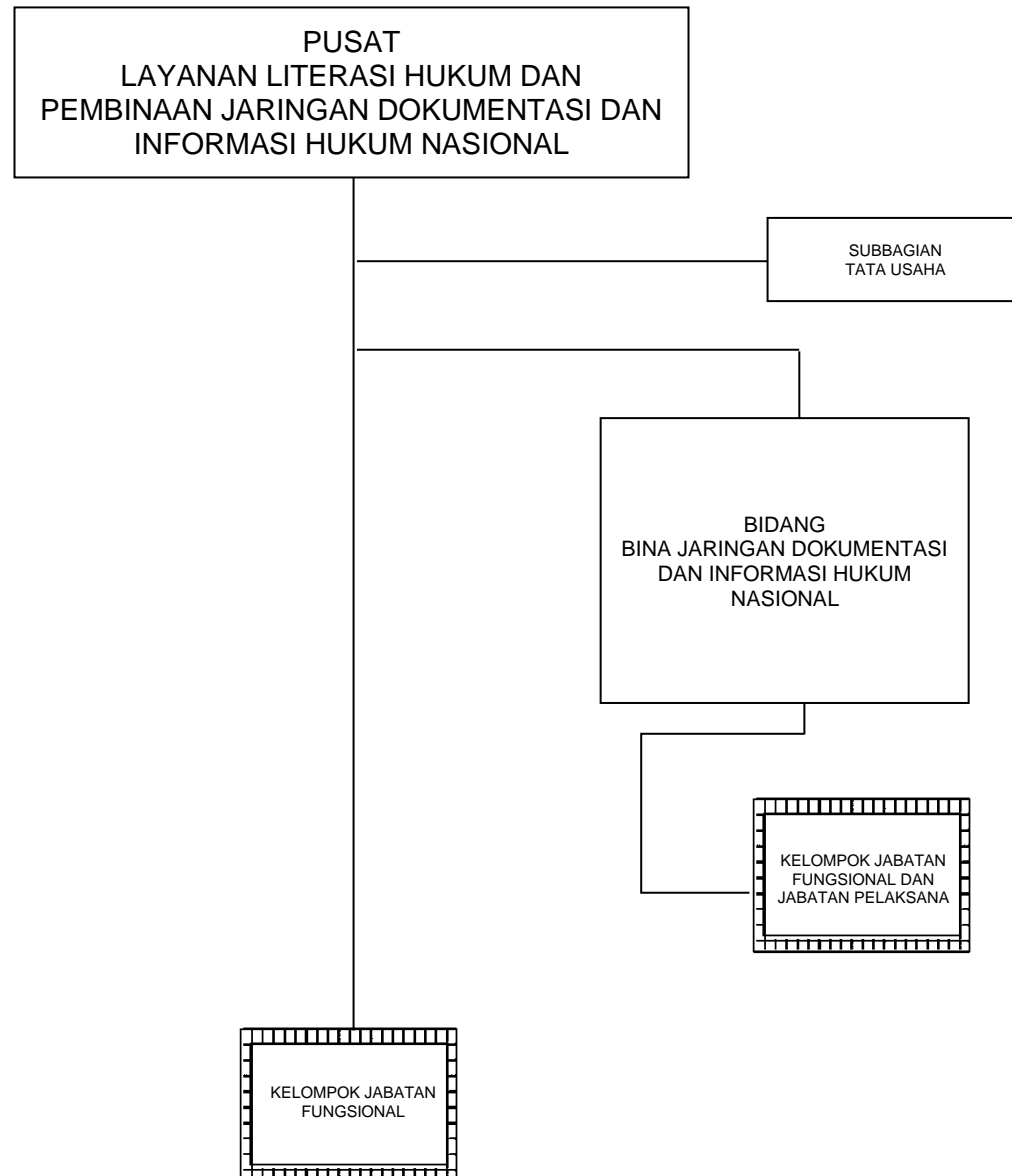 PUSAT
LAYANAN LITERASI HUKUM DAN
PEMBINAAN JARINGAN DOKUMENTASI DAN
INFORMASI HUKUM NASIONAL
SUBBAGIAN
TATA USAHA
BIDANG
BINA JARINGAN DOKUMENTASI
DAN INFORMASI HUKUM
NASIONAL
KELOMPOK JABATAN
FUNGSIONAL DAN
JABATAN PELAKSANA
KELOMPOK JABATAN
FUNGSIONAL